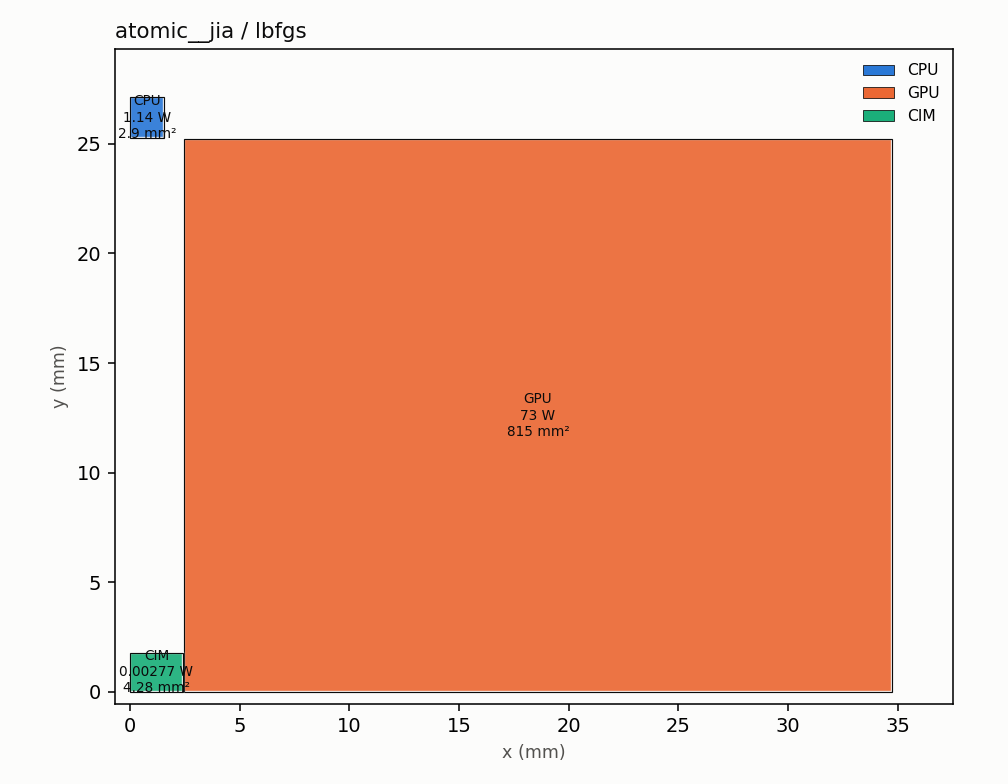 atomic__jia / lbfgs
CPU
GPU
CIM
CPU
1.14 W
2.9 mm²
GPU
73 W
815 mm²
CIM
0.00277 W
4.28 mm²
25
20
15
10
5
0
y (mm)
0 5 10 15 20 25 30 35
x (mm)